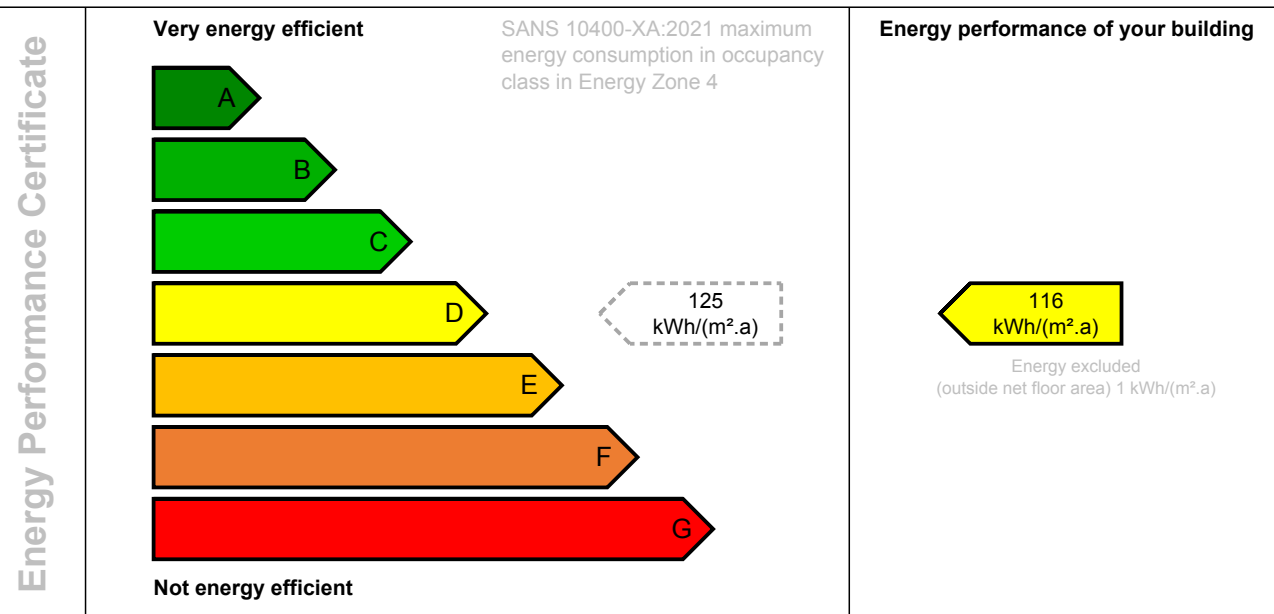 Energy Performance Certificate
Very energy efficient
SANS 10400-XA:2021 maximum
energy consumption in occupancy
class in Energy Zone 4
A
B
C
D
E
F
G
125
kWh/(m².a)
Not energy efficient
Energy performance of your building
116
kWh/(m².a)
Energy excluded
(outside net floor area) 1 kWh/(m².a)